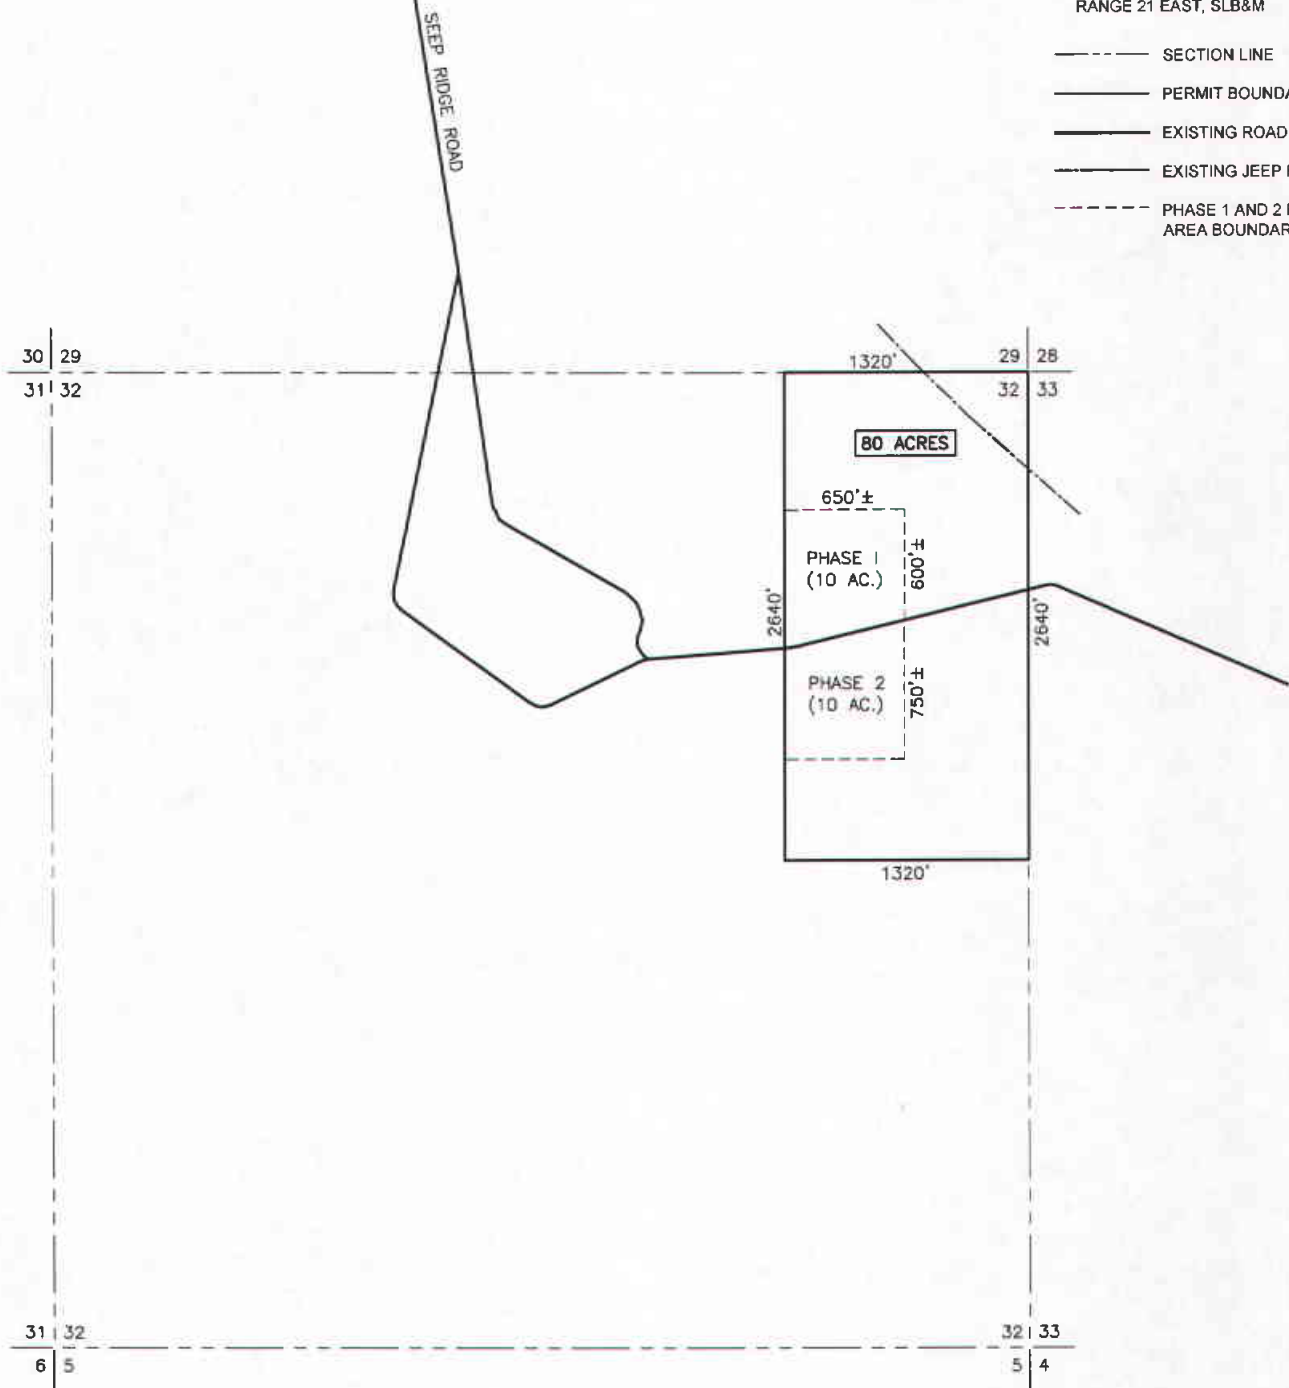 RANGE 21 EAST, SLB&M
SECTION LINE
PERMIT BOUNDA
EXISTING ROAD
EXISTING JEEP
PHASE 1 AND 2
AREA BOUNDAR
SEEP RIDGE ROAD
30 29
31 32
1320'
29 28
32 33
80 ACRES
650'±
PHASE 1
(10 AC.)
600'±
2640'
2640'
PHASE 2
(10 AC.)
750'±
1320'
31 32
6 5
32 33
5 4